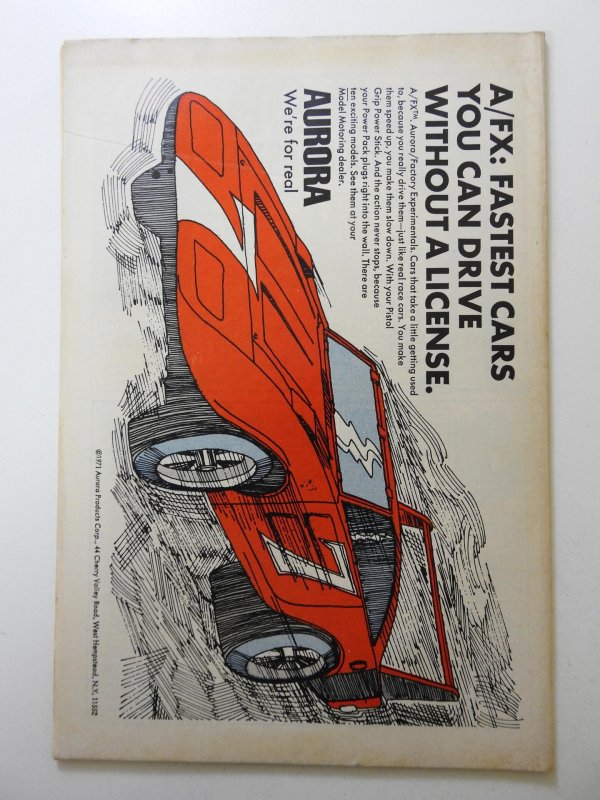 A/FX: FASTEST CARS
YOU CAN DRIVE
WITHOUT A LICENSE.
A/FX™, Aurora/Factory Experimentals. Cars that take a little getting used
to, because you really drive them—just like real race cars. You make
them speed up, you make them slow down. With your Pistol
Grip Power Stick. And the action never stops, because
your Power Pack plugs right into the wall. There are
ten exciting models. See them at your
Model Motoring dealer.
AURORA
We're for real
©1971 Aurora Products Corp., 44 Cherry Valley Road, West Hempstead, N.Y. 11552